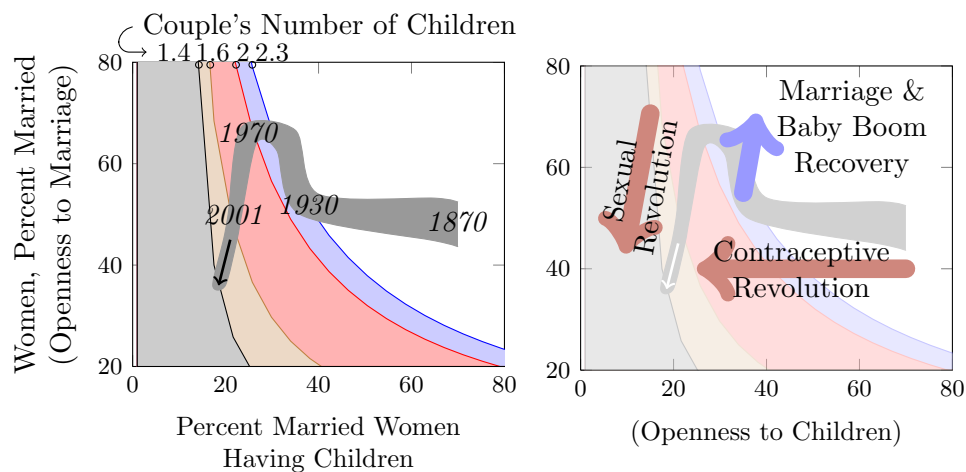 Couple's Number of Children
1.4 1.6 2 2.3
Women, Percent Married
(Openness to Marriage)
80
60
40
20
1970
1930
1870
2001
0 20 40 60 80
Percent Married Women
Having Children
80
60
40
20
Marriage &
Baby Boom
Recovery
Sexual
Revolution
Contraceptive
Revolution
0 20 40 60 80
(Openness to Children)